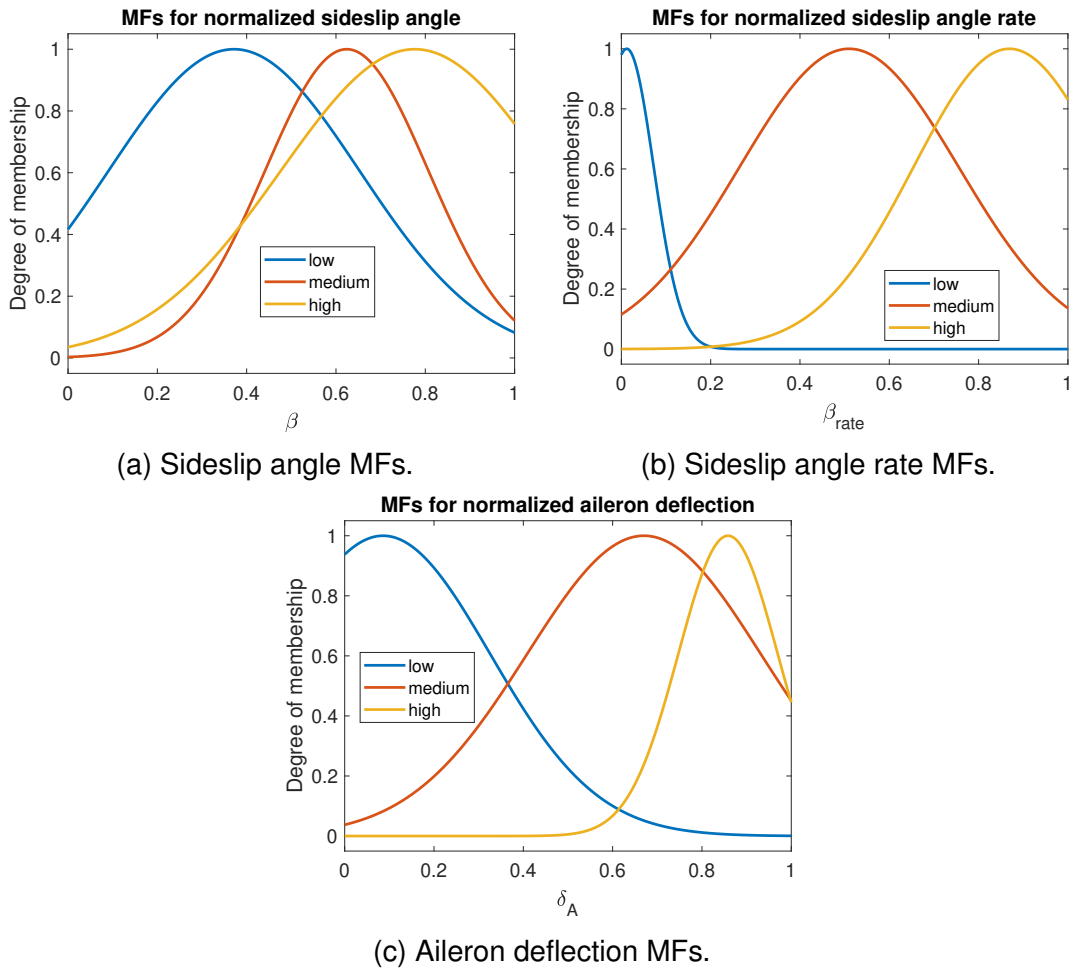 MFs for normalized sideslip angle
Degree of membership
1
0.8
0.6
0.4
0.2
0
low
medium
high
0 0.2 0.4 0.6 0.8 1
β
(a) Sideslip angle MFs.
MFs for normalized sideslip angle rate
Degree of membership
1
0.8
0.6
0.4
0.2
0
low
medium
high
0 0.2 0.4 0.6 0.8 1
β_rate
(b) Sideslip angle rate MFs.
MFs for normalized aileron deflection
Degree of membership
1
0.8
0.6
0.4
0.2
0
low
medium
high
0 0.2 0.4 0.6 0.8 1
δ_A
(c) Aileron deflection MFs.